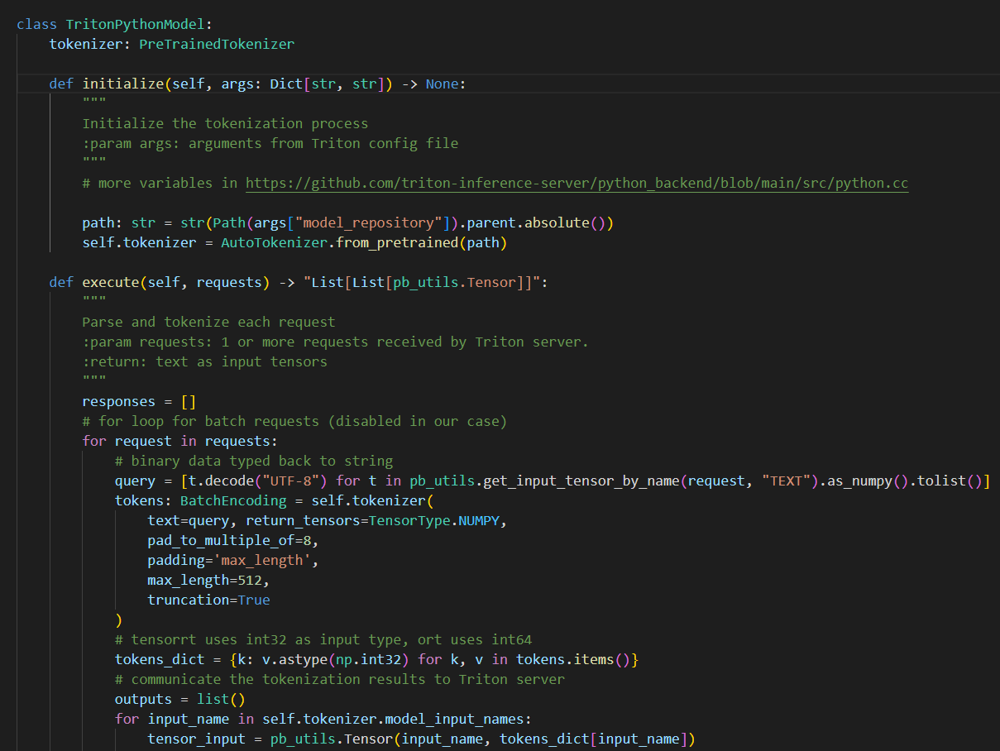 class TritonPythonModel:
    tokenizer: PreTrainedTokenizer

    def initialize(self, args: Dict[str, str]) -> None:
        """
        Initialize the tokenization process
        :param args: arguments from Triton config file
        """
        # more variables in https://github.com/triton-inference-server/python_backend/blob/main/src/python.cc

        path: str = str(Path(args["model_repository"]).parent.absolute())
        self.tokenizer = AutoTokenizer.from_pretrained(path)

    def execute(self, requests) -> "List[List[pb_utils.Tensor]]":
        """
        Parse and tokenize each request
        :param requests: 1 or more requests received by Triton server.
        :return: text as input tensors
        """
        responses = []
        # for loop for batch requests (disabled in our case)
        for request in requests:
            # binary data typed back to string
            query = [t.decode("UTF-8") for t in pb_utils.get_input_tensor_by_name(request, "TEXT").as_numpy().tolist()]
            tokens: BatchEncoding = self.tokenizer(
                text=query, return_tensors=TensorType.NUMPY,
                pad_to_multiple_of=8,
                padding='max_length',
                max_length=512,
                truncation=True
            )
            # tensorrt uses int32 as input type, ort uses int64
            tokens_dict = {k: v.astype(np.int32) for k, v in tokens.items()}
            # communicate the tokenization results to Triton server
            outputs = list()
            for input_name in self.tokenizer.model_input_names:
                tensor_input = pb_utils.Tensor(input_name, tokens_dict[input_name])